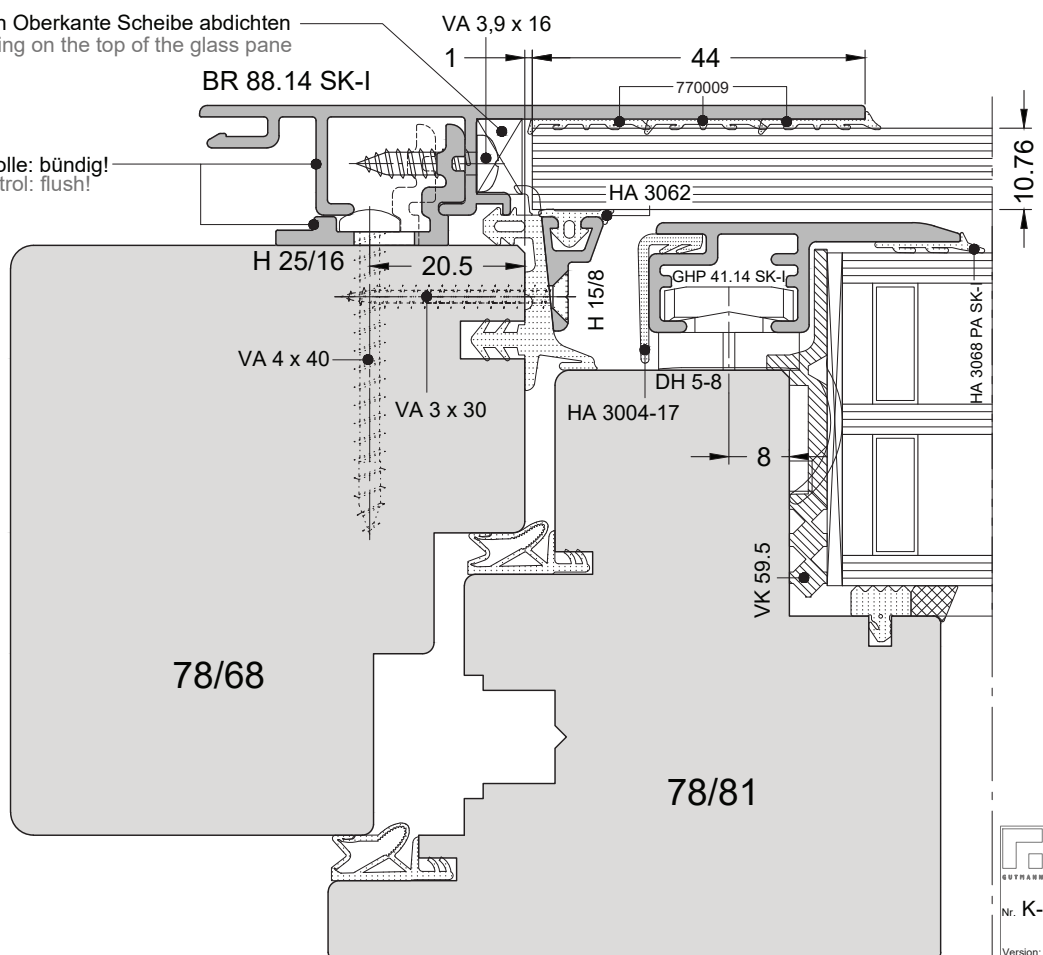 n Oberkante Scheibe abdichten
ing on the top of the glass pane
VA 3,9 x 16
1
44
770009
BR 88.14 SK-I
olle: bündig!
trol: flush!
10.76
HA 3062
H 25/16
20.5
GHP 41.14 SK-I
H 15/8
HA 3068 PA SK-I
VA 4 x 40
VA 3 x 30
DH 5-8
HA 3004-17
8
VK 59.5
78/68
78/81
GUTMANN
Nr. K-
Version: